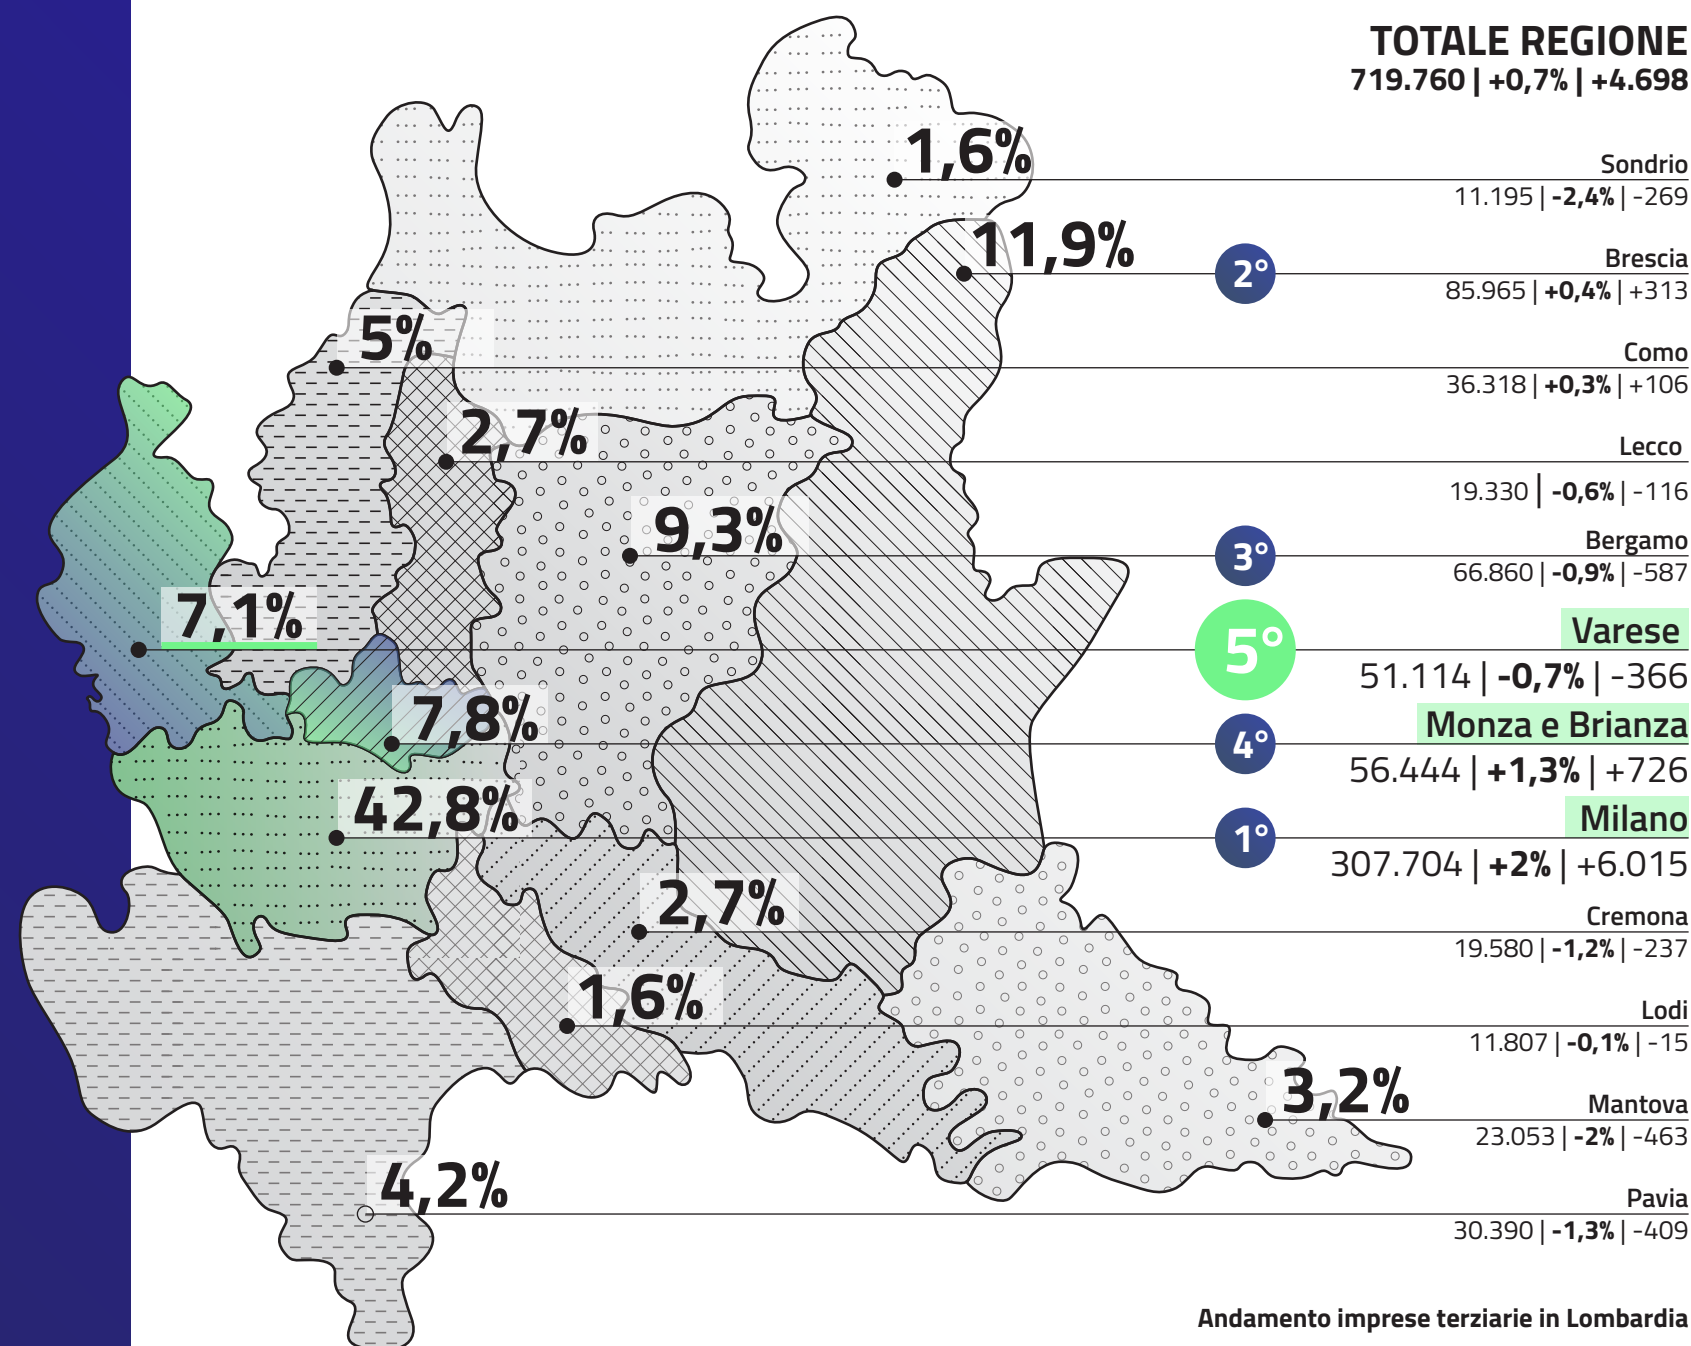 TOTALE REGIONE
719.760 | +0,7% | +4.698
1,6%
Sondrio
11.195 | -2,4% | -269
11,9%
2°
Brescia
85.965 | +0,4% | +313
5%
Como
36.318 | +0,3% | +106
2,7%
Lecco
19.330 | -0,6% | -116
9,3%
3°
Bergamo
66.860 | -0,9% | -587
7,1%
5°
Varese
51.114 | -0,7% | -366
7,8%
4°
Monza e Brianza
56.444 | +1,3% | +726
42,8%
1°
Milano
307.704 | +2% | +6.015
2,7%
Cremona
19.580 | -1,2% | -237
1,6%
Lodi
11.807 | -0,1% | -15
3,2%
Mantova
23.053 | -2% | -463
4,2%
Pavia
30.390 | -1,3% | -409
Andamento imprese terziarie in Lombardia